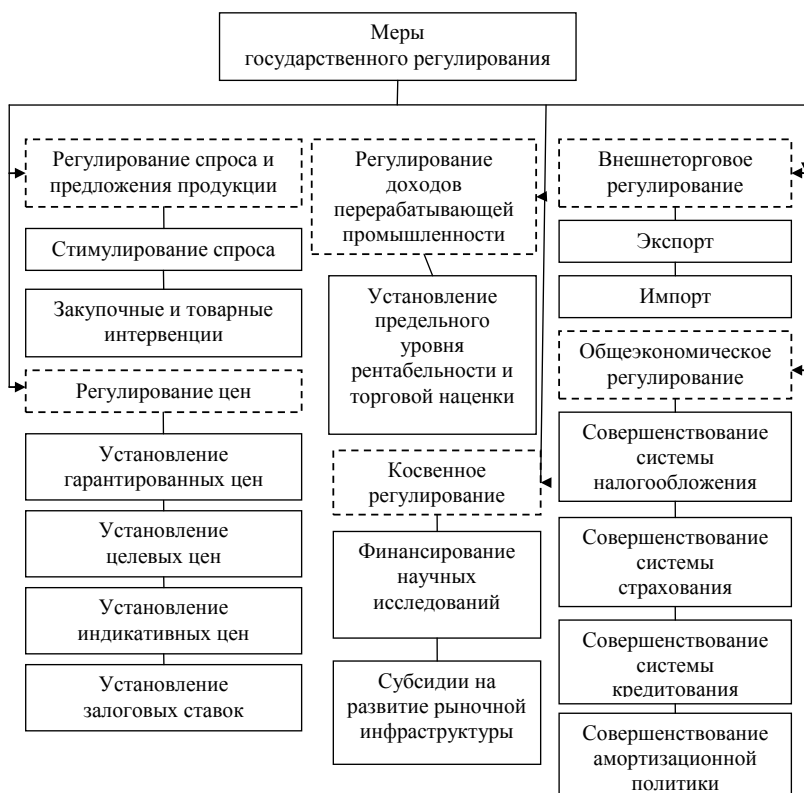 Меры
государственного регулирования
Регулирование спроса и
предложения продукции
Стимулирование спроса
Закупочные и товарные
интервенции
Регулирование цен
Установление
гарантированных цен
Установление
целевых цен
Установление
индикативных цен
Установление
залоговых ставок
Регулирование
доходов
перерабатывающей
промышленности
Установление
предельного
уровня
рентабельности и
торговой наценки
Косвенное
регулирование
Финансирование
научных
исследований
Субсидии на
развитие рыночной
инфраструктуры
Внешнеторговое
регулирование
Экспорт
Импорт
Общеэкономическое
регулирование
Совершенствование
системы
налогообложения
Совершенствование
системы
страхования
Совершенствование
системы
кредитования
Совершенствование
амортизационной
политики